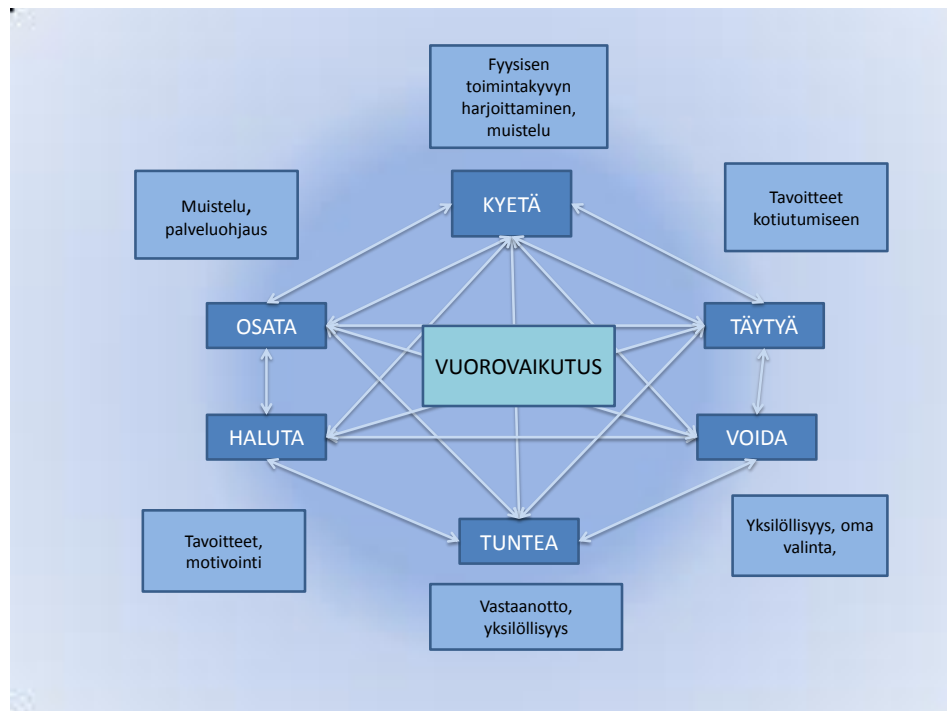 Fyysisen
toimintakyvyn
harjoittaminen,
muistelu
KYETÄ
Muistelu,
palveluohjaus
Tavoitteet
kotiutumiseen
OSATA
TÄYTYÄ
VUOROVAIKUTUS
HALUTA
VOIDA
TUNTEA
Tavoitteet,
motivointi
Yksilöllisyys, oma
valinta,
Vastaanotto,
yksilöllisyys